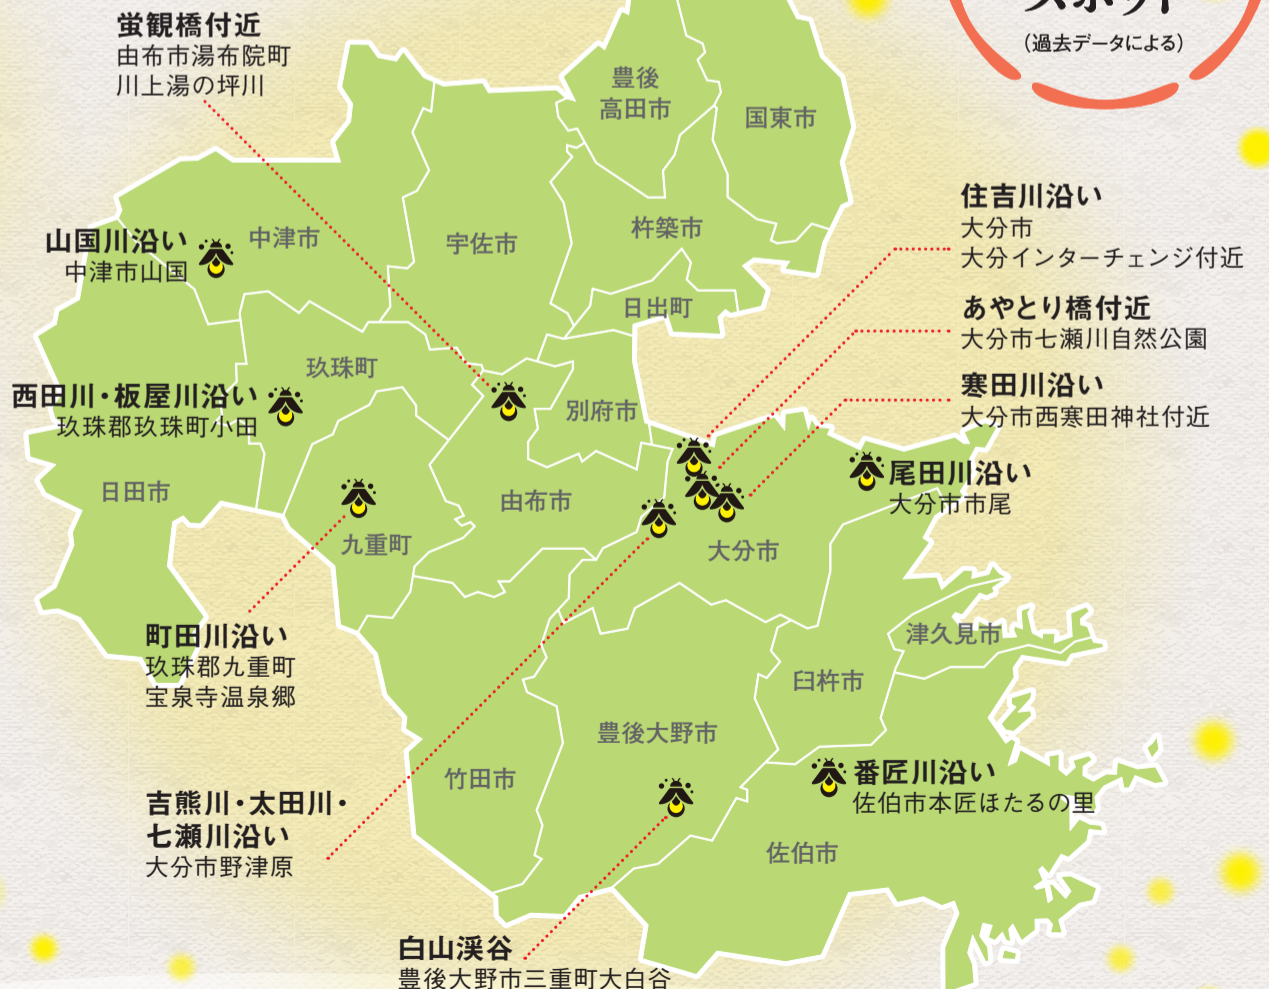 蛍観橋付近
由布市湯布院町
川上湯の坪川
スポット
(過去データによる)
豊後
高田市
国東市
山国川沿い
中津市山国
中津市
宇佐市
杵築市
日出町
住吉川沿い
大分市
大分インターチェンジ付近
あやとり橋付近
大分市七瀬川自然公園
寒田川沿い
大分市西寒田神社付近
西田川・板屋川沿い
玖珠郡玖珠町小田
玖珠町
別府市
日田市
九重町
由布市
大分市
尾田川沿い
大分市市尾
町田川沿い
玖珠郡九重町
宝泉寺温泉郷
津久見市
臼杵市
豊後大野市
竹田市
吉熊川・太田川・
七瀬川沿い
大分市野津原
番匠川沿い
佐伯市本匠ほたるの里
佐伯市
白山渓谷
豊後大野市三重町大白谷